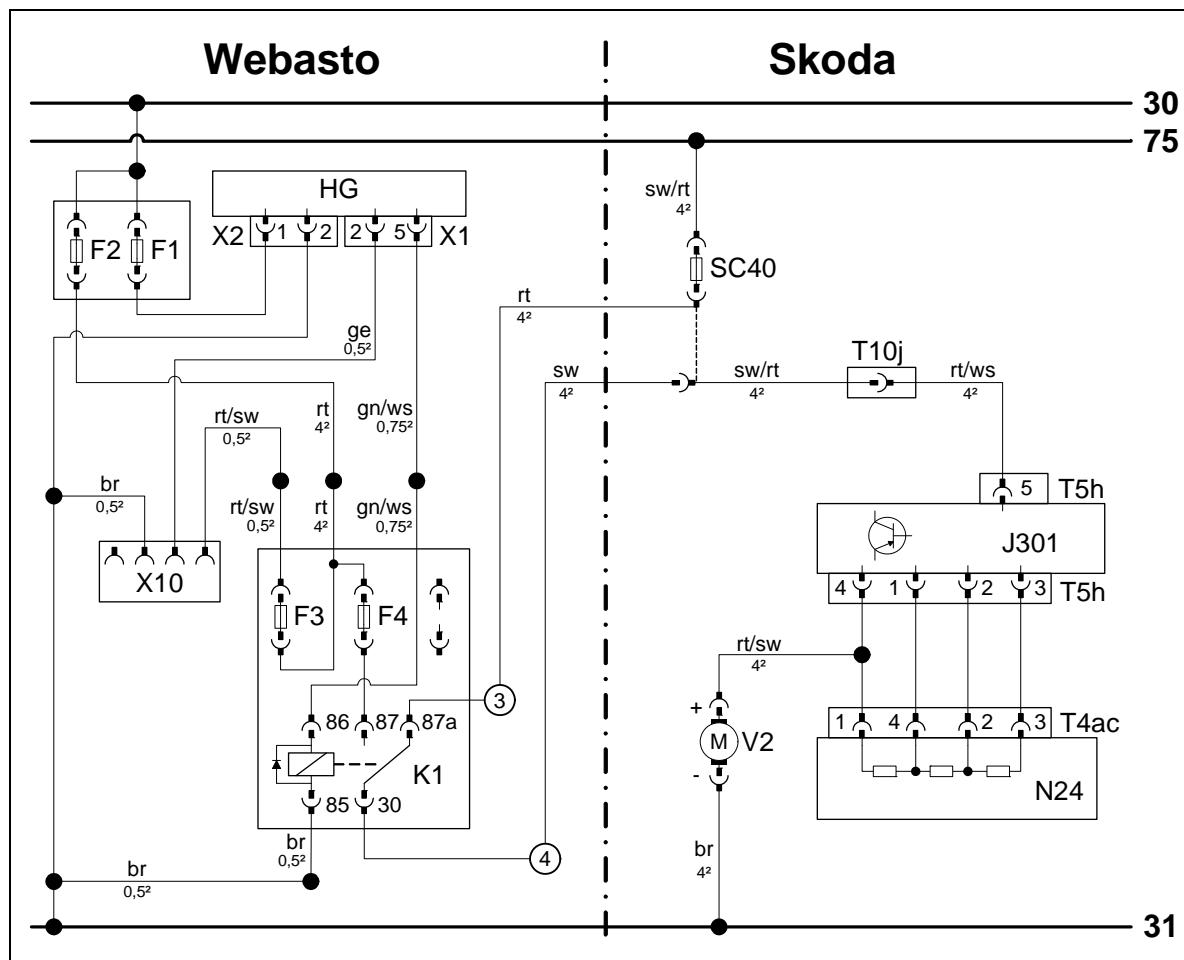 Webasto
Skoda
30
75
HG
X2 1 2 2 5 X1
F2 F1
sw/rt
4²
SC40
rt
4²
ge
0,5²
T10j
sw
4²
sw/rt
4²
rt/ws
4²
rt/sw
0,5²
rt
4²
gn/ws
0,75²
br
0,5²
rt/sw
0,5²
rt
4²
gn/ws
0,75²
5 T5h
J301
X10
4 1 2 3 T5h
F3 F4
rt/sw
4²
3
86 87 87a
+
M V2
-
1 4 2 3 T4ac
K1
N24
85 30
br
0,5²
4
br
4²
br
0,5²
31